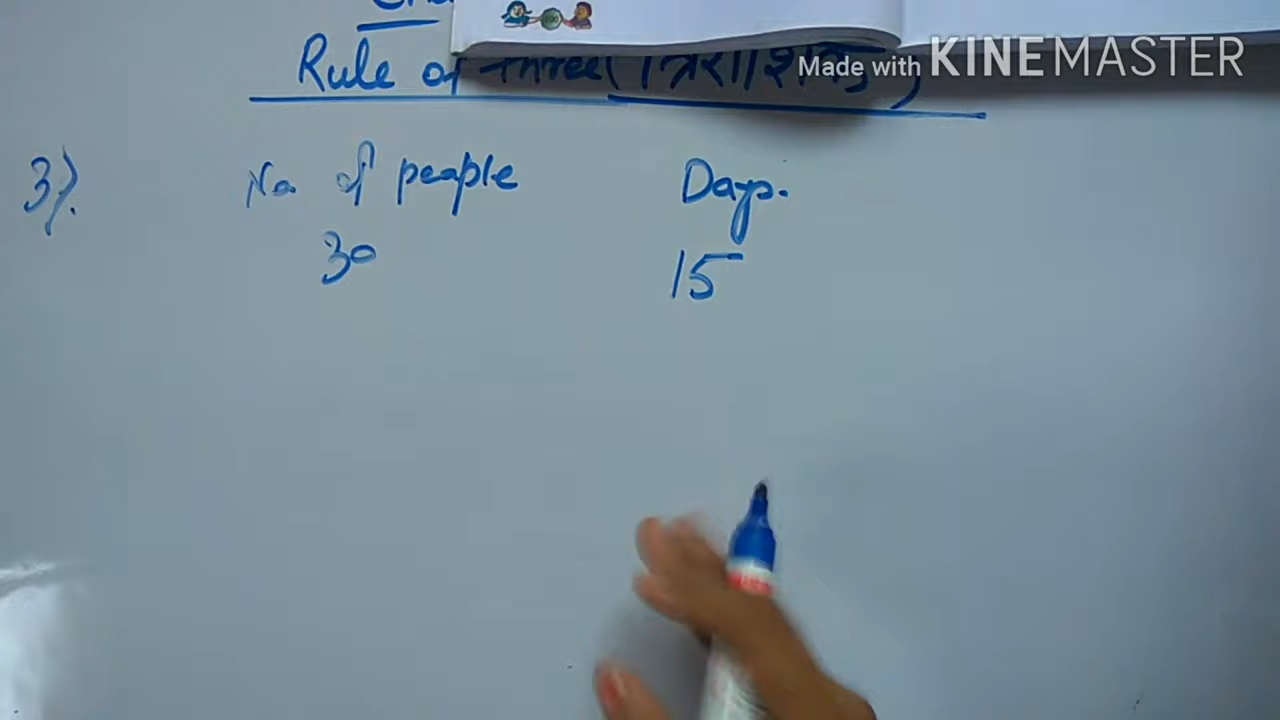 Made with KINEMASTER
Rule of three (त्रैराशिक)
3). No. of people Days.
30 15